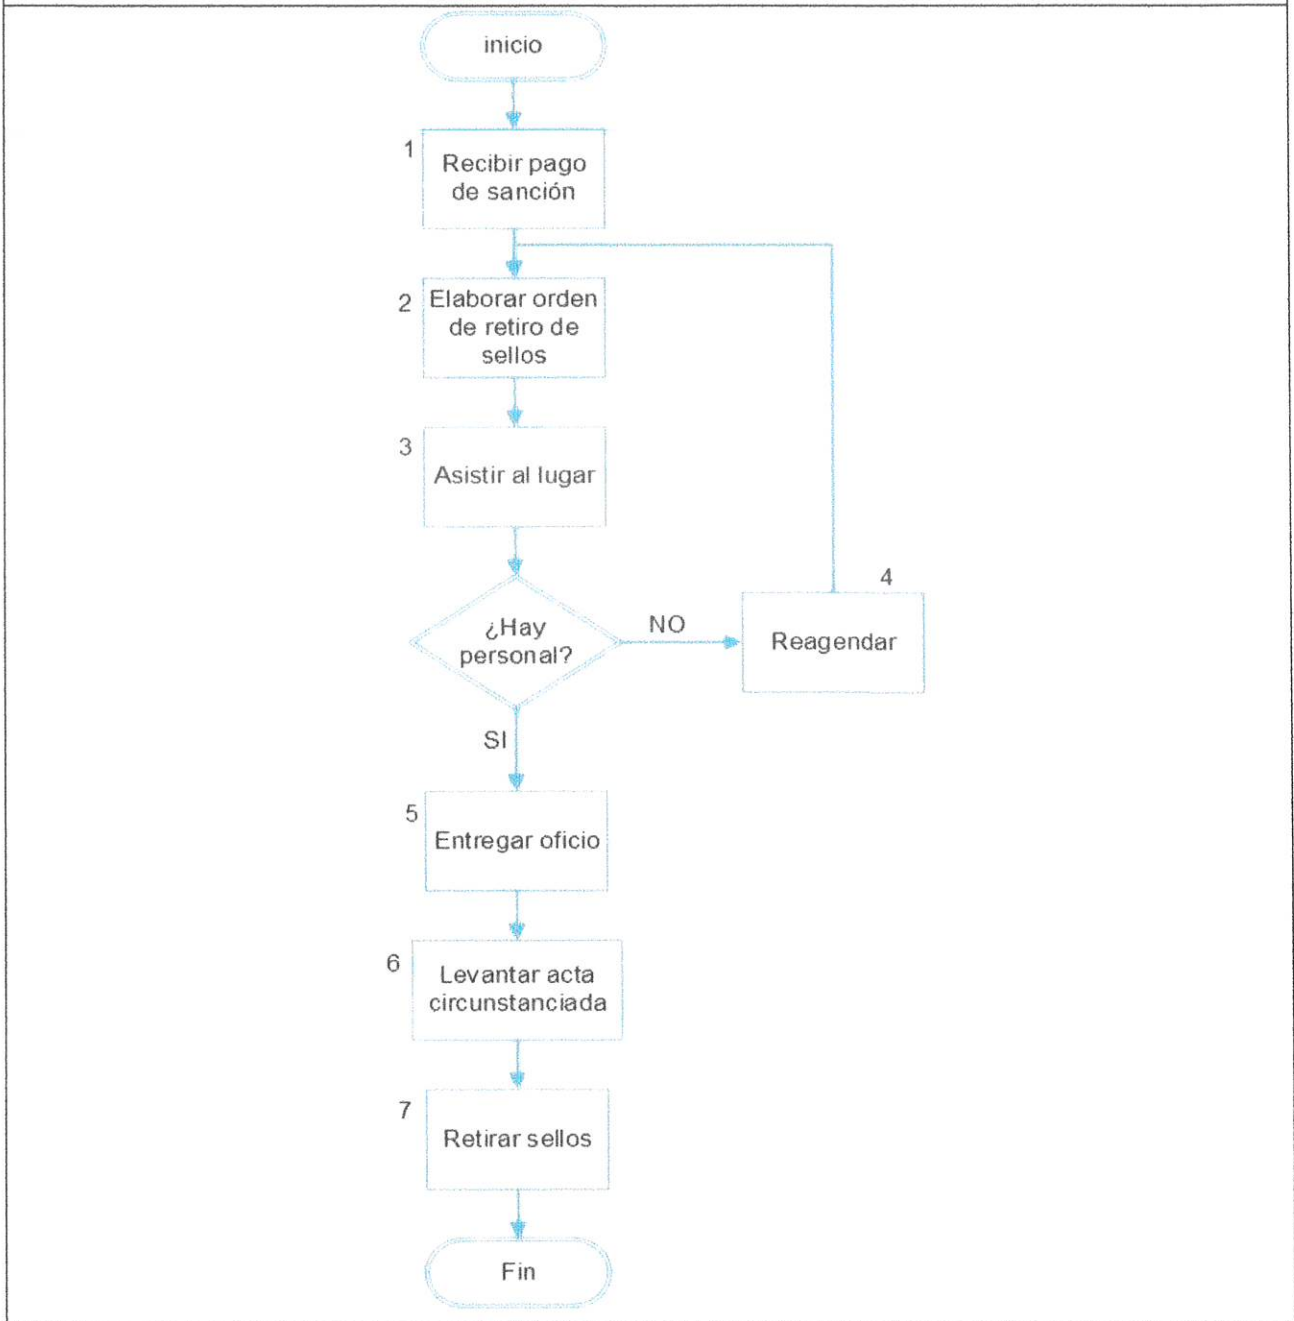 inicio
1
Recibir pago
de sanción
2
Elaborar orden
de retiro de
sellos
3
Asistir al lugar
¿Hay
personal?
NO
4
Reagendar
SI
5
Entregar oficio
6
Levantar acta
circunstanciada
7
Retirar sellos
Fin